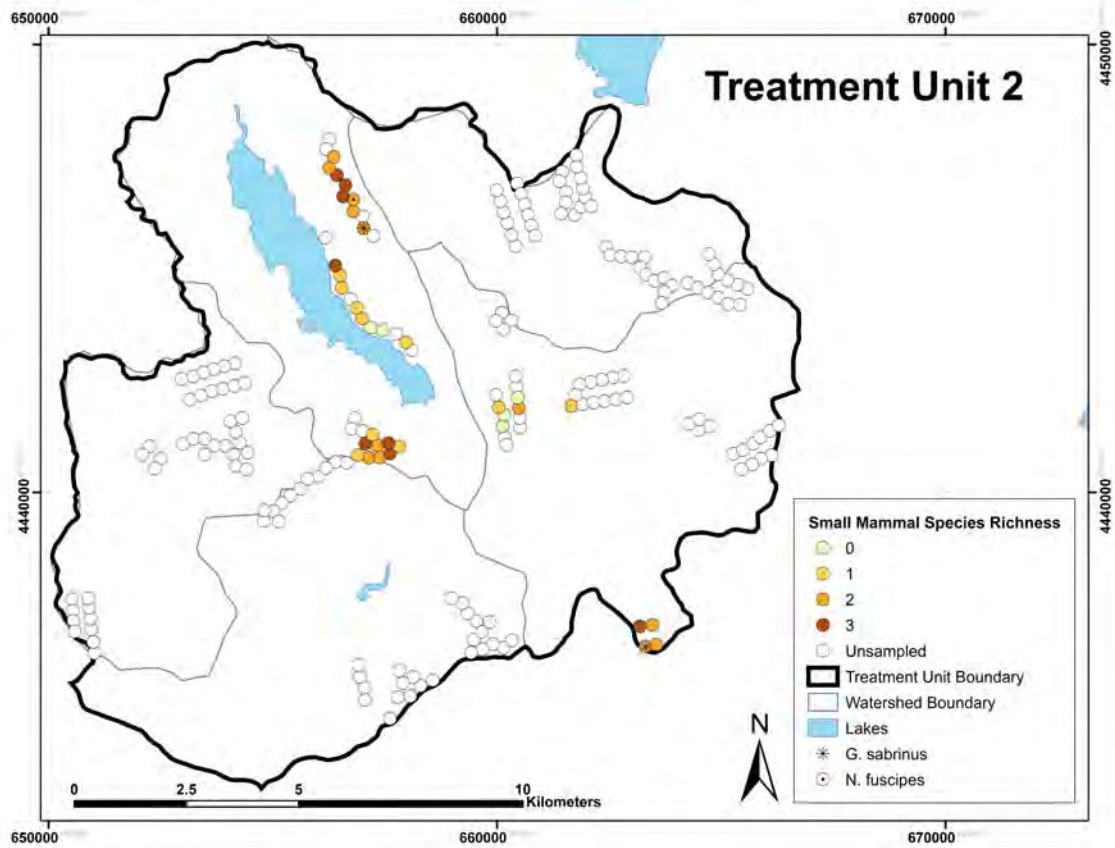 650000
660000
670000
4450000
Treatment Unit 2
4440000
4440000
Small Mammal Species Richness
0
1
2
3
Unsampled
Treatment Unit Boundary
Watershed Boundary
Lakes
G. sabrinus
N. fuscipes
N
0
2.5
5
10
Kilometers
650000
660000
670000